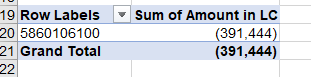 19 Row Labels Sum of Amount in LC
20 5860106100 (391,444)
21 Grand Total (391,444)
22